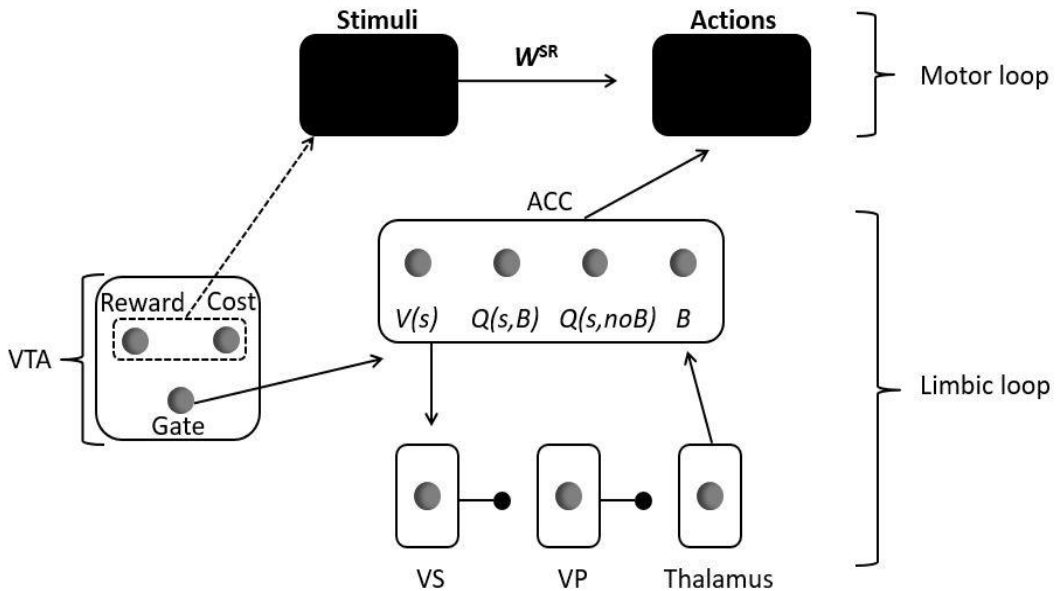 Stimuli
Actions
W^SR
Motor loop
ACC
Reward
Cost
V(s)
Q(s,B)
Q(s,noB)
B
VTA
Gate
Limbic loop
VS
VP
Thalamus